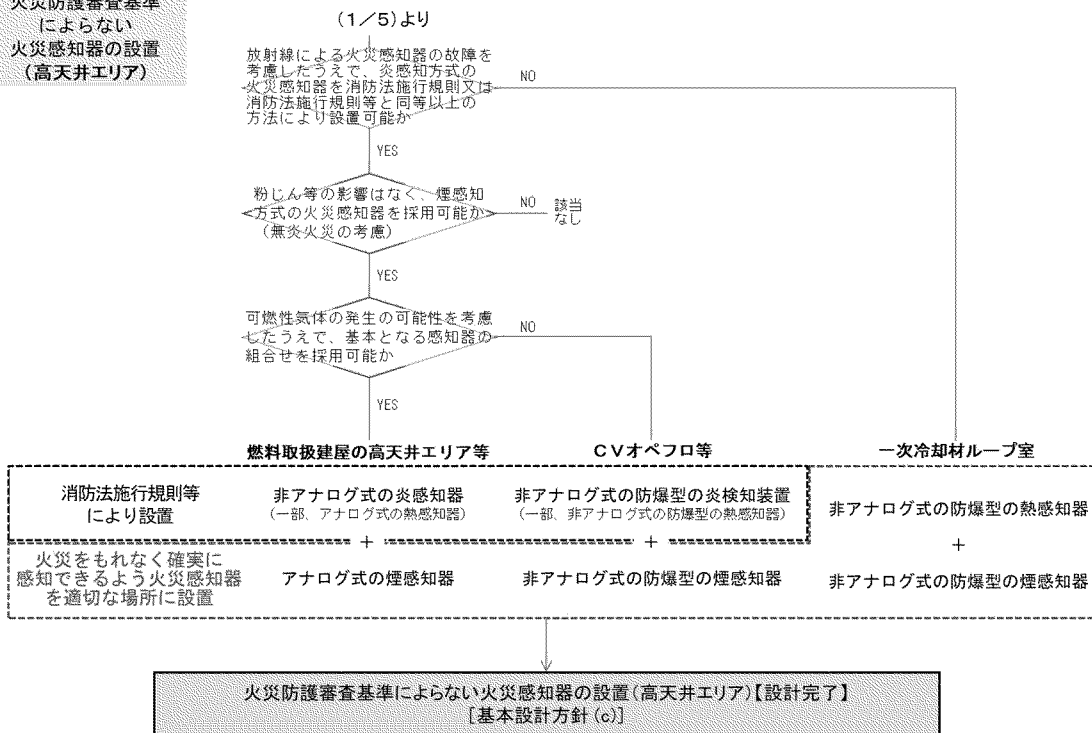 火災防護審査基準
によらない
火災感知器の設置
(高天井エリア)
(1/5)より
放射線による火災感知器の故障を
考慮したうえで、炎感知方式の
火災感知器を消防法施行規則又は
消防法施行規則等と同等以上の
方法により設置可能か
NO
YES
粉じん等の影響はなく、煙感知
方式の火災感知器を採用可能か
(無炎火災の考慮)
NO
該当
なし
YES
可燃性気体の発生の可能性を考慮
したうえで、基本となる感知器の
組合せを採用可能か
NO
YES
燃料取扱建屋の高天井エリア等
CVオペフロ等
一次冷却材ループ室
消防法施行規則等
により設置
非アナログ式の炎感知器
(一部、アナログ式の熱感知器)
非アナログ式の防爆型の炎検知装置
(一部、非アナログ式の防爆型の熱感知器)
非アナログ式の防爆型の熱感知器
+
+
+
火災をもれなく確実に
感知できるよう火災感知器
を適切な場所に設置
アナログ式の煙感知器
非アナログ式の防爆型の煙感知器
非アナログ式の防爆型の煙感知器
火災防護審査基準によらない火災感知器の設置(高天井エリア)【設計完了】
[基本設計方針(c)]